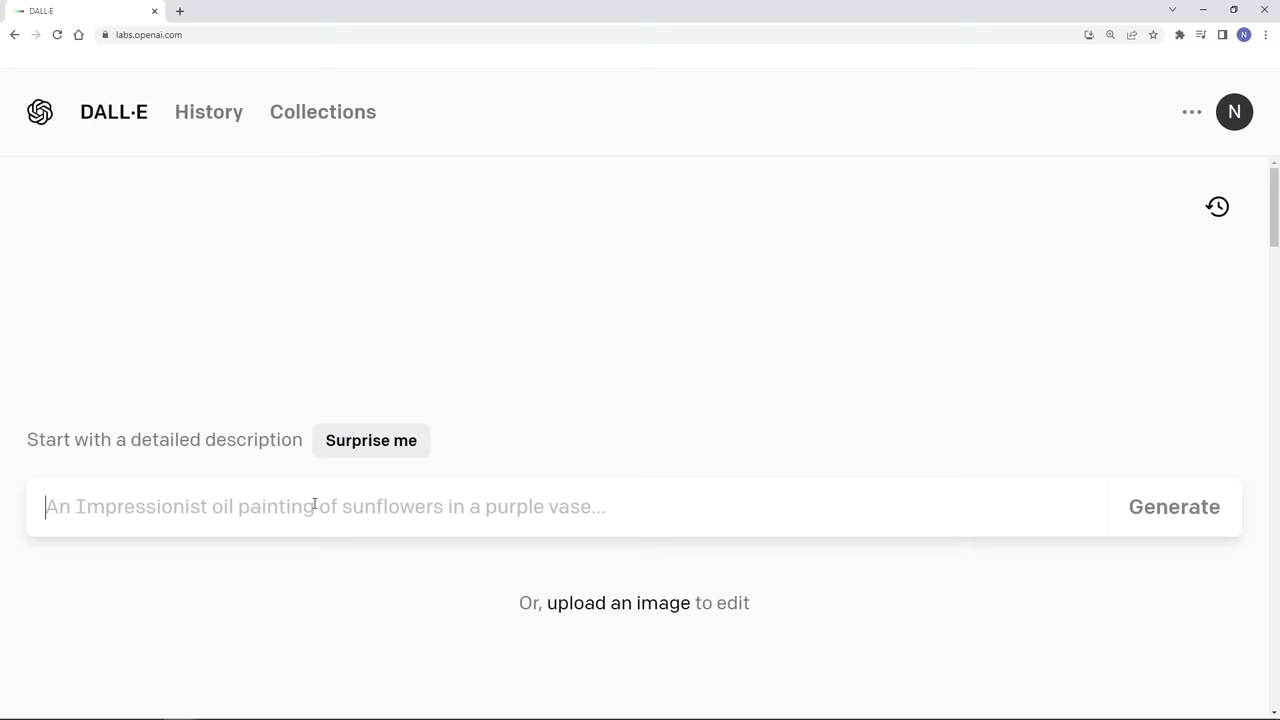 DALL·E
labs.openai.com
N
DALL·E History Collections
N
Start with a detailed description Surprise me
An Impressionist oil painting of sunflowers in a purple vase... Generate
Or, upload an image to edit